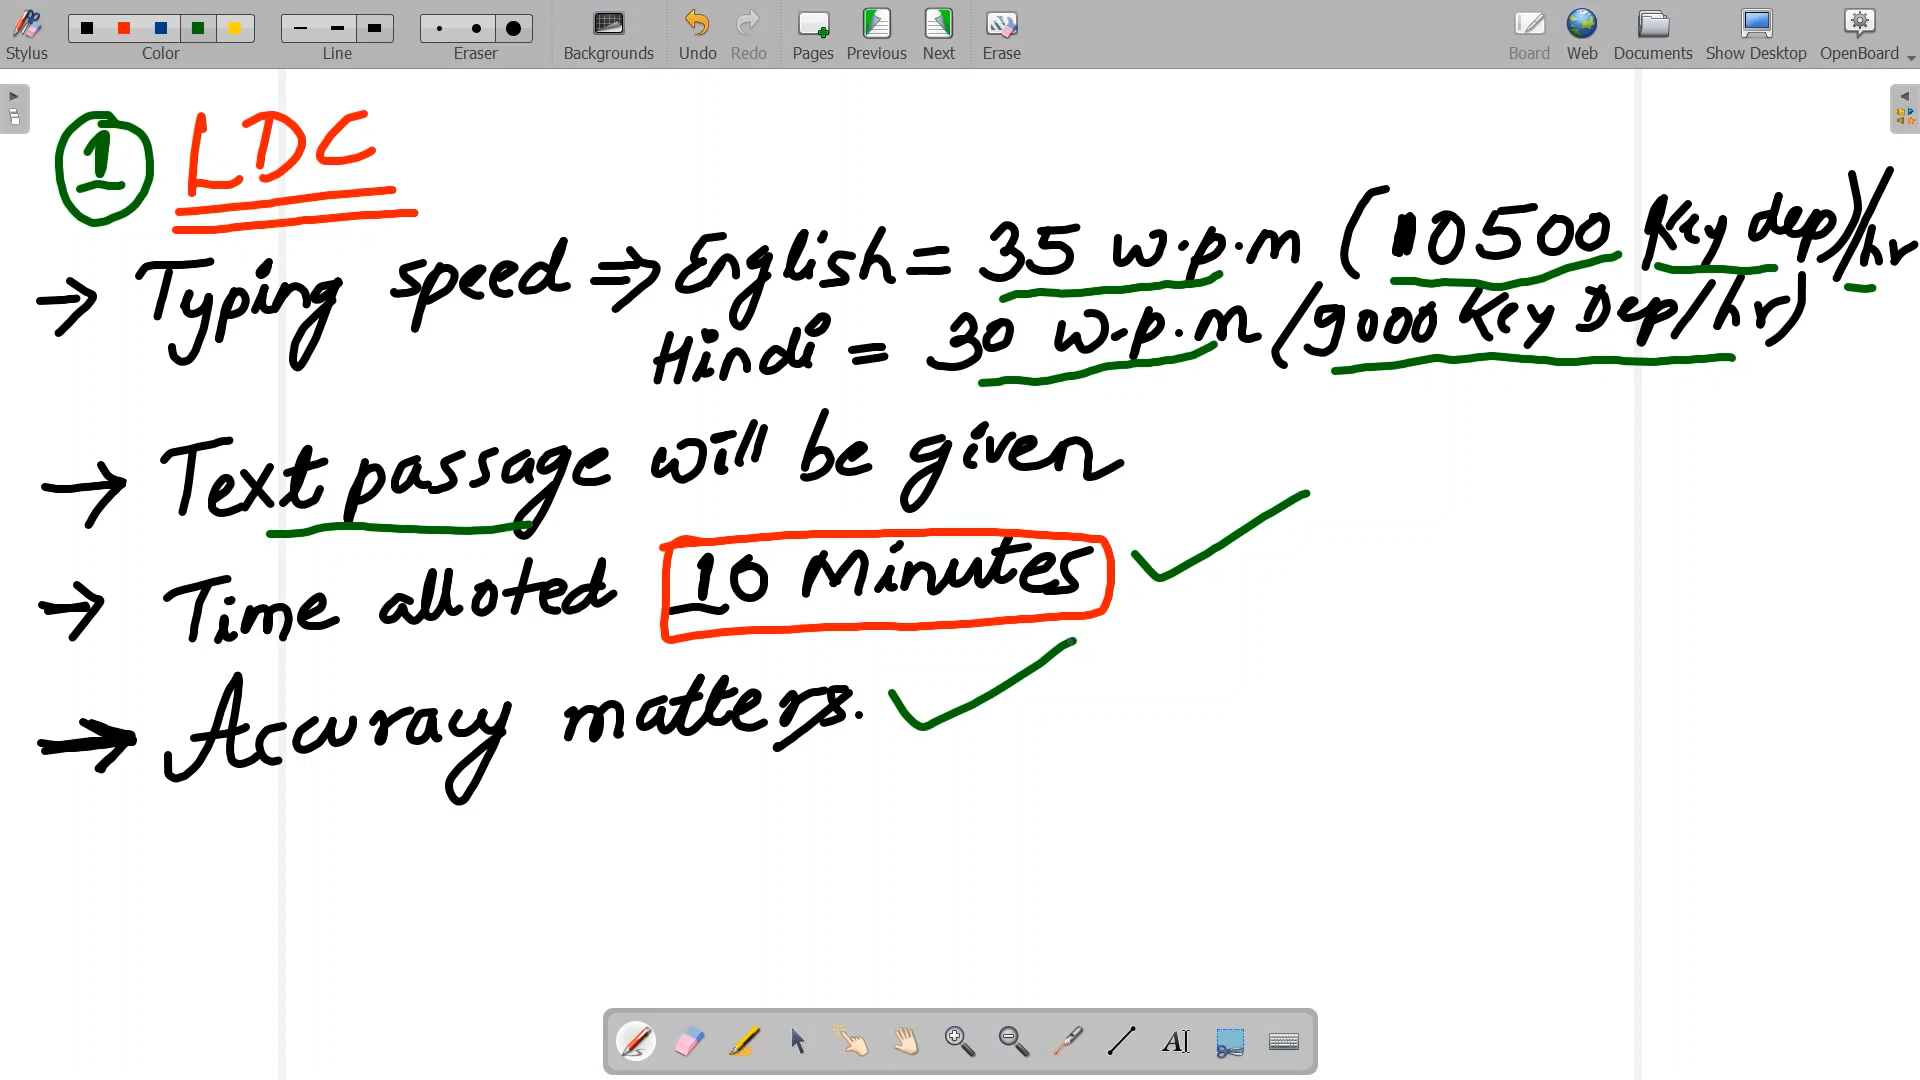 Stylus Color Line Eraser Backgrounds Undo Redo Pages Previous Next Erase Board Web Documents Show Desktop OpenBoard
1 LDC
→ Typing speed ⇒ English = 35 w.p.m (10500 Key dep)/hr
Hindi = 30 w.p.m (9000 Key Dep/hr)
→ Text passage will be given
→ Time alloted 10 Minutes
→ Accuracy matters.
AI